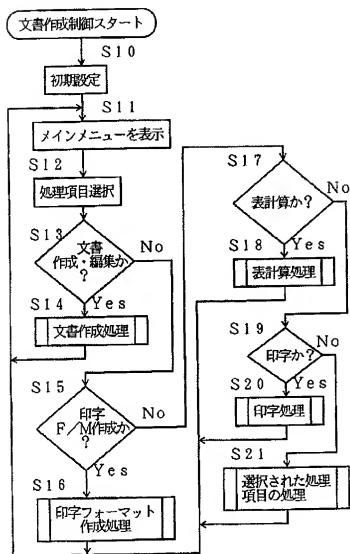 文書作成制御スタート
S10
初期設定
S11
メインメニューを表示
S12
処理項目選択
S13
文書
作成・編集か
?
No
S14
Yes
文書作成処理
S15
印字
F/M作成か
?
No
S16
Yes
印字フォーマット
作成処理
S17
表計算か?
No
S18
Yes
表計算処理
S19
印字か?
No
S20
Yes
印字処理
S21
選択された処理
項目の処理